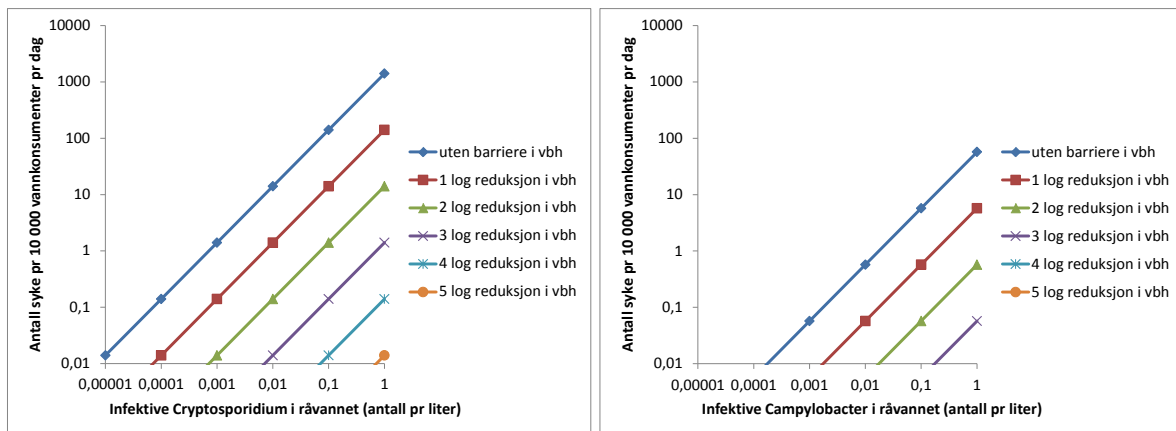 Antall syke pr 10 000 vannkonsumenter pr dag
10000
1000
100
10
1
0,1
0,01
0,00001 0,0001 0,001 0,01 0,1 1
Infektive Cryptosporidium i råvannet (antall pr liter)
uten barriere i vbh
1 log reduksjon i vbh
2 log reduksjon i vbh
3 log reduksjon i vbh
4 log reduksjon i vbh
5 log reduksjon i vbh
Antall syke pr 10 000 vannkonsumenter pr dag
10000
1000
100
10
1
0,1
0,01
0,00001 0,0001 0,001 0,01 0,1 1
Infektive Campylobacter i råvannet (antall pr liter)
uten barriere i vbh
1 log reduksjon i vbh
2 log reduksjon i vbh
3 log reduksjon i vbh
4 log reduksjon i vbh
5 log reduksjon i vbh